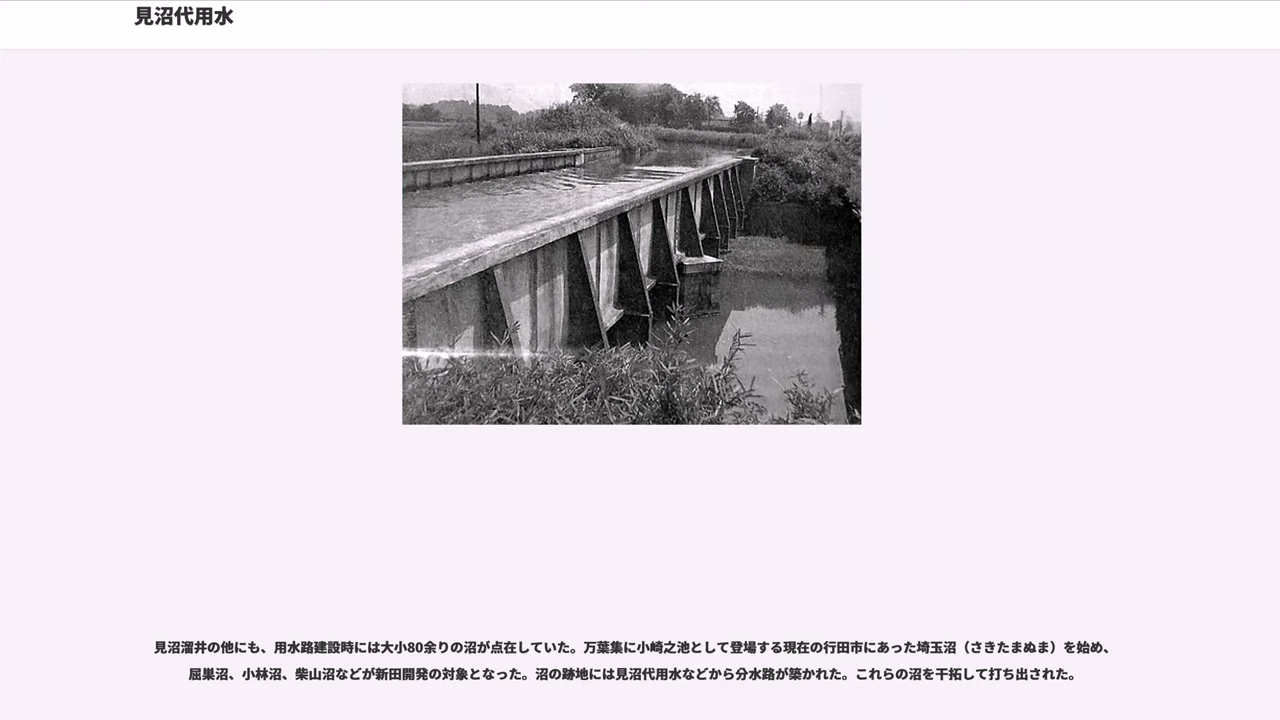 見沼代用水
見沼溜井の他にも、用水路建設時には大小80余りの沼が点在していた。万葉集に小崎之池として登場する現在の行田市にあった埼玉沼（さきたまぬま）を始め、
屈巣沼、小林沼、柴山沼などが新田開発の対象となった。沼の跡地には見沼代用水などから分水路が築かれた。これらの沼を干拓して打ち出された。